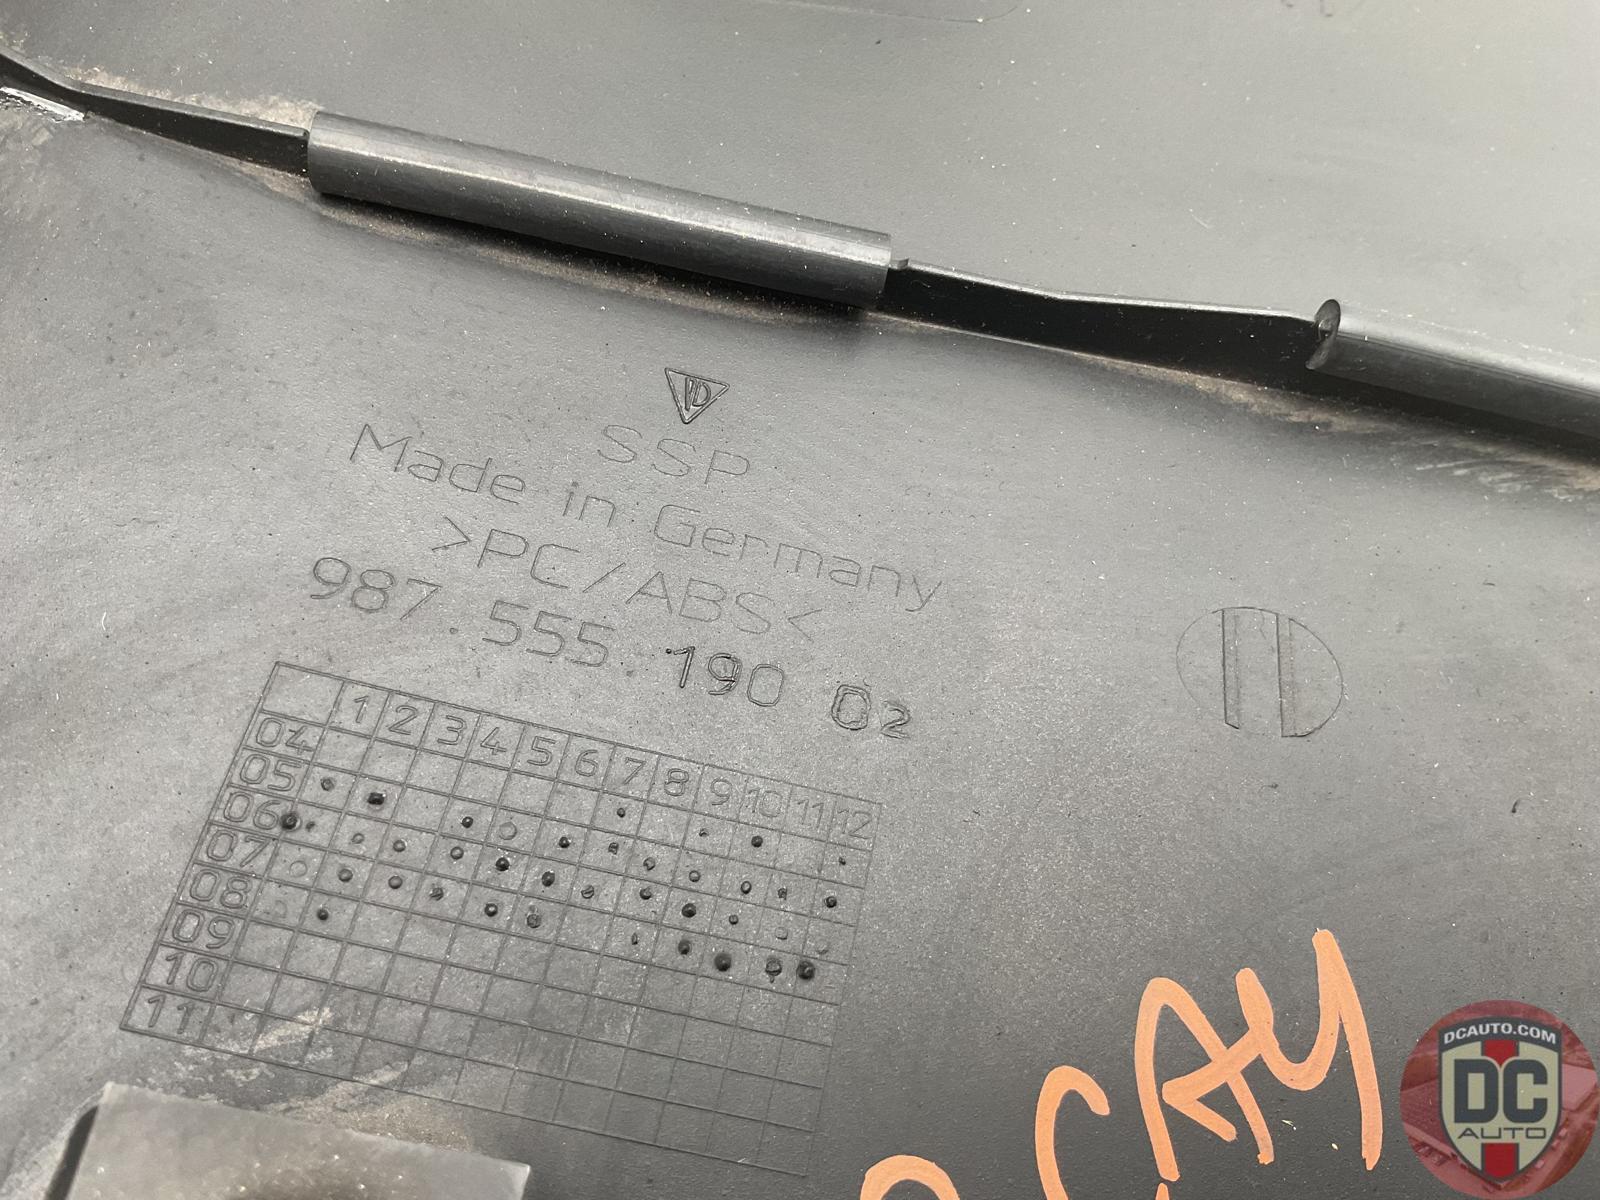 SSP
Made in Germany
>PC/ABS<
987.555.190 02
1 2 3 4 5 6 7 8 9 10 11 12
04
05
06
07
08
09
10
11
CAY
DCAUTO.COM
DC
AUTO